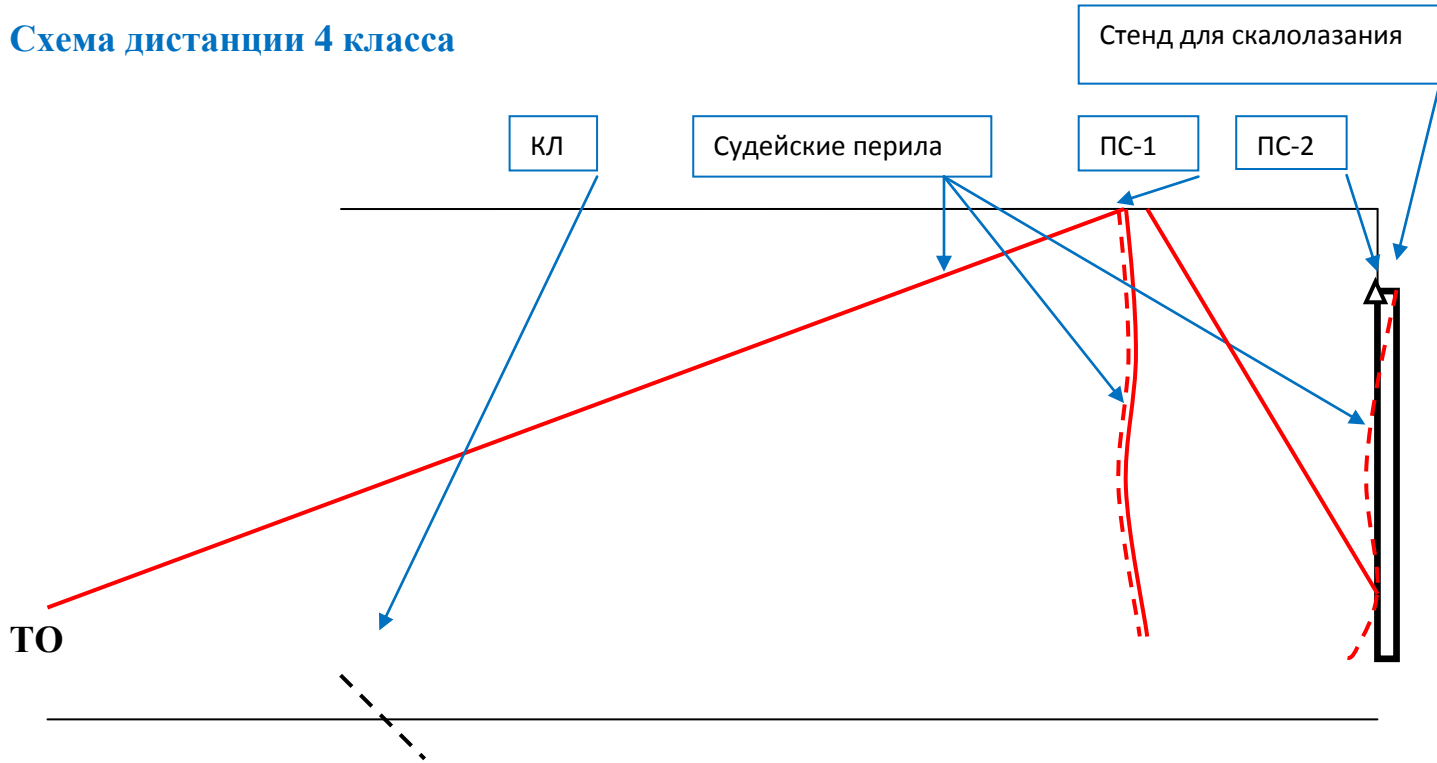 Схема дистанции 4 класса
Стенд для скалолазания
КЛ
Судейские перила
ПС-1
ПС-2
ТО